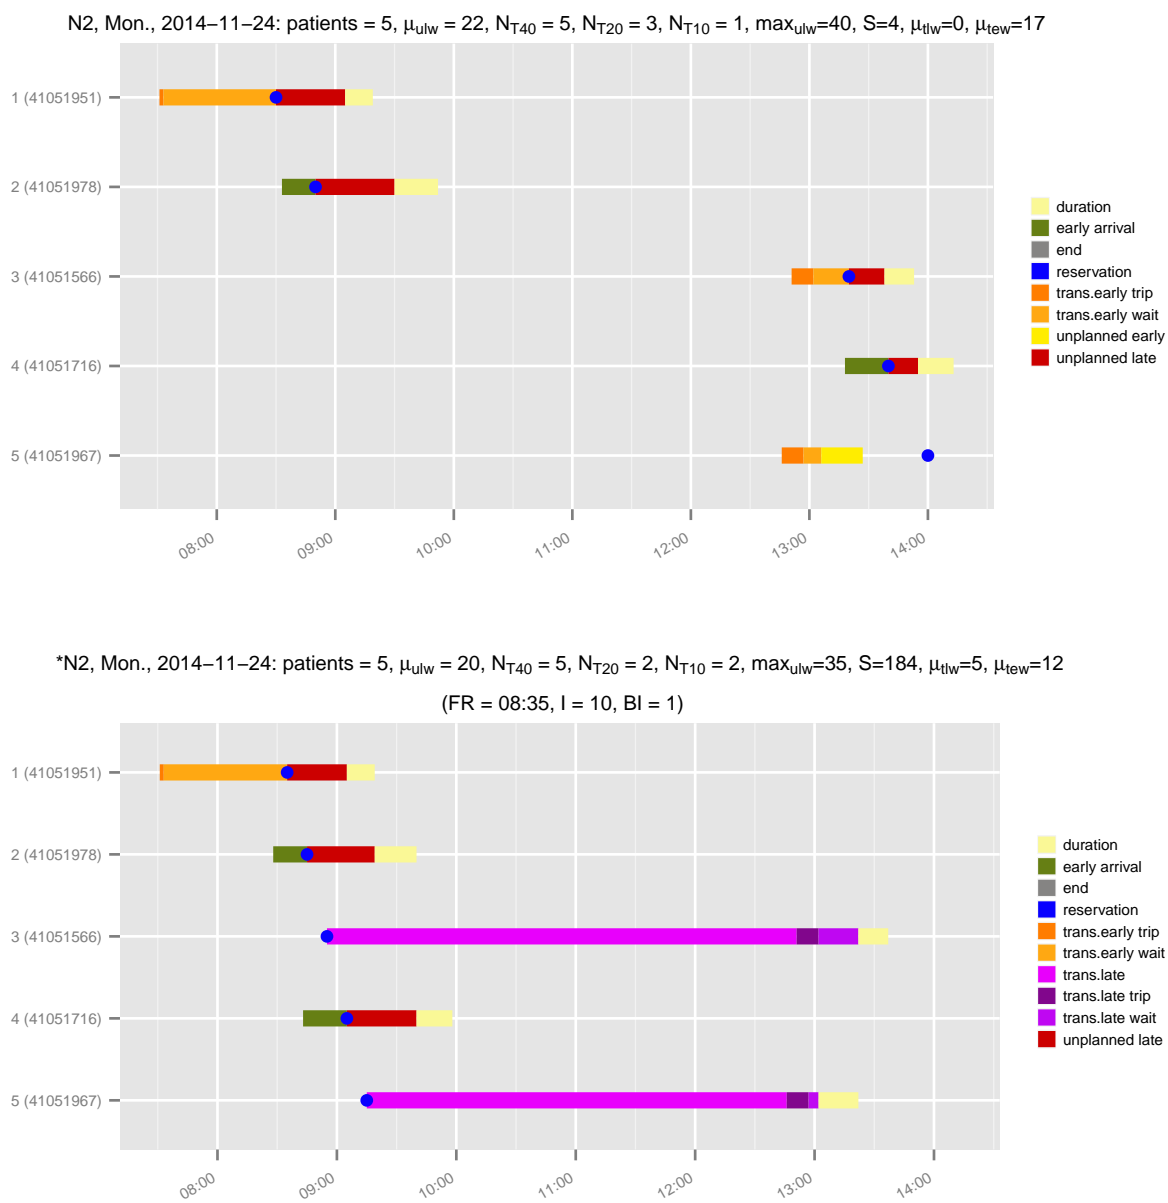 N2, Mon., 2014−11−24: patients = 5, μulw = 22, NT40 = 5, NT20 = 3, NT10 = 1, maxulw=40, S=4, μtlw=0, μtew=17
1 (41051951)
2 (41051978)
3 (41051566)
4 (41051716)
5 (41051967)
08:00
09:00
10:00
11:00
12:00
13:00
14:00
duration
early arrival
end
reservation
trans.early trip
trans.early wait
unplanned early
unplanned late
*N2, Mon., 2014−11−24: patients = 5, μulw = 20, NT40 = 5, NT20 = 2, NT10 = 2, maxulw=35, S=184, μtlw=5, μtew=12
(FR = 08:35, I = 10, BI = 1)
1 (41051951)
2 (41051978)
3 (41051566)
4 (41051716)
5 (41051967)
08:00
09:00
10:00
11:00
12:00
13:00
14:00
duration
early arrival
end
reservation
trans.early trip
trans.early wait
trans.late
trans.late trip
trans.late wait
unplanned late